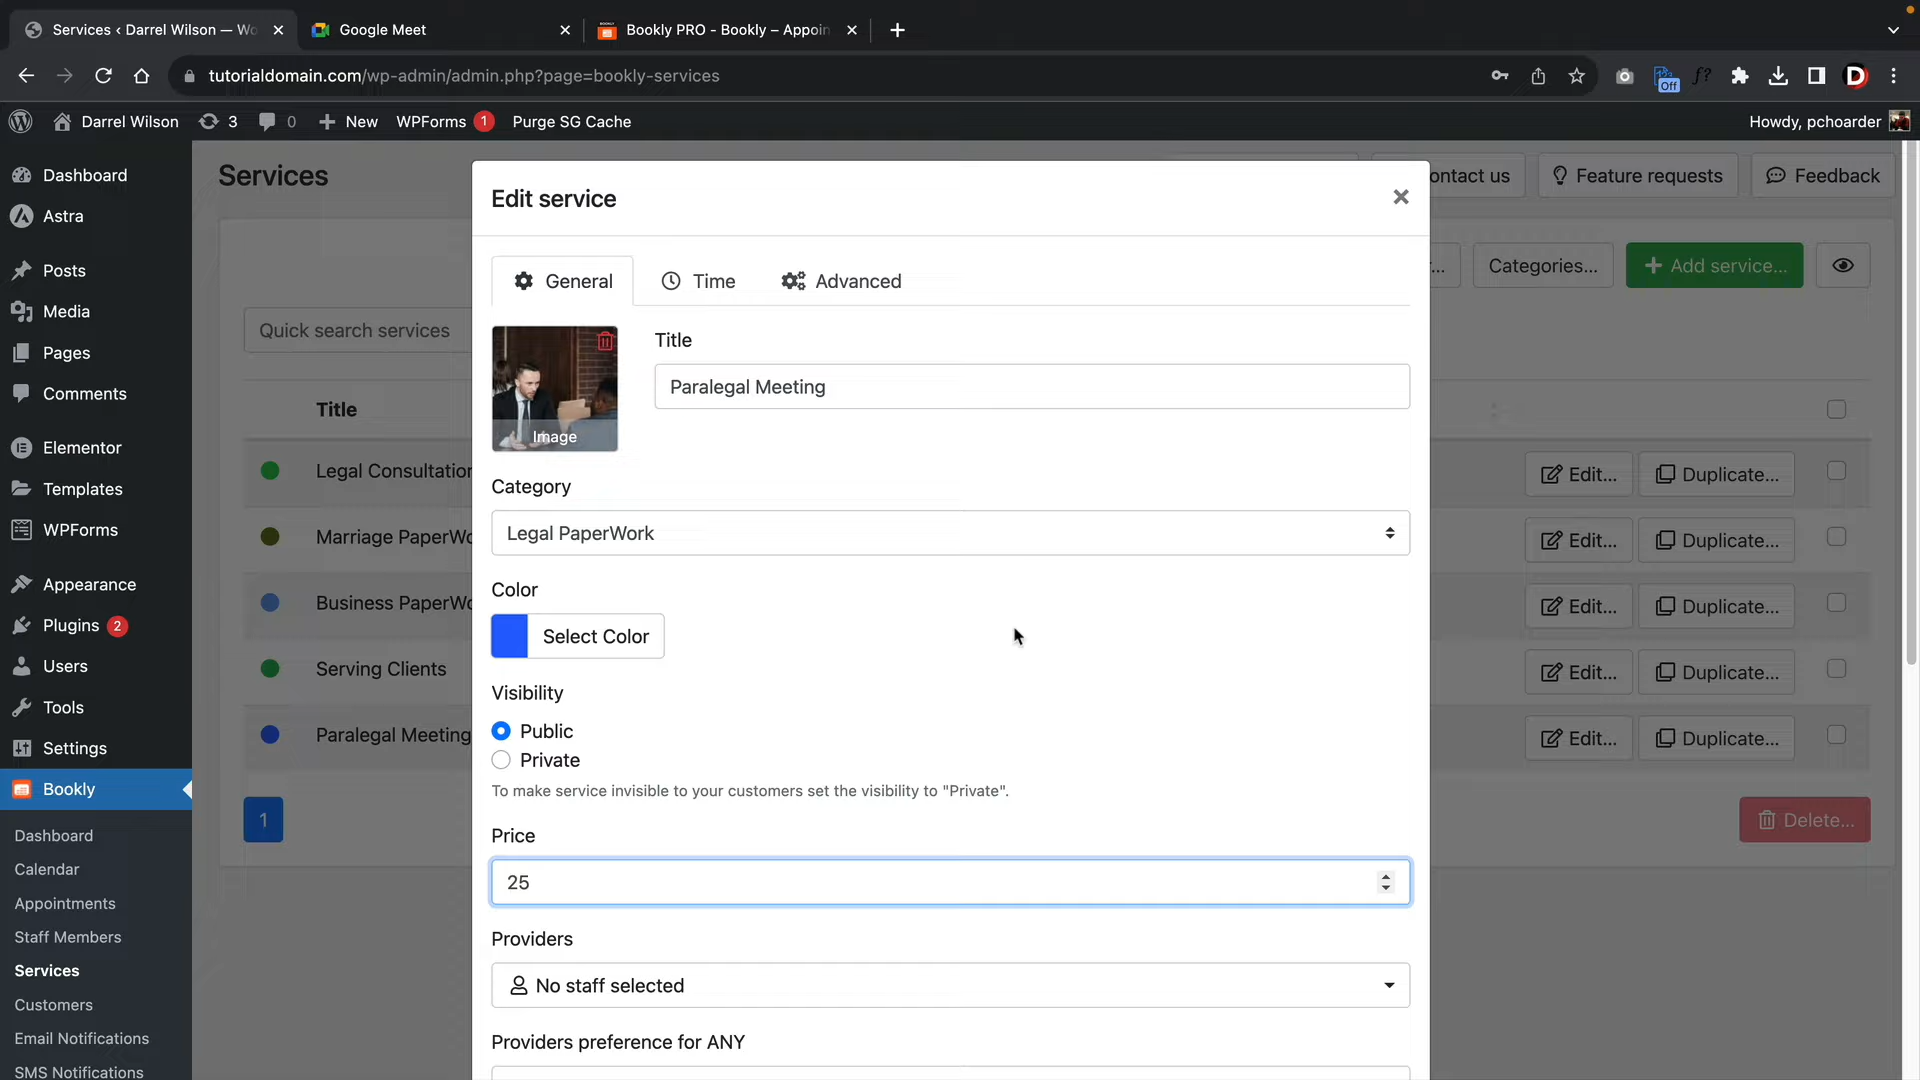 Services ‹ Darrel Wilson — Wo
Google Meet
Bookly PRO - Bookly – Appoin
tutorialdomain.com/wp-admin/admin.php?page=bookly-services
Off
f?
D
Darrel Wilson
3
0
New
WPForms 1
Purge SG Cache
Howdy, pchoarder
Dashboard
Astra
Posts
Media
Pages
Comments
Elementor
Templates
WPForms
Appearance
Plugins 2
Users
Tools
Settings
Bookly
Dashboard
Calendar
Appointments
Staff Members
Services
Customers
Email Notifications
SMS Notifications
Services
ontact us
Feature requests
Feedback
...
Categories...
Add service...
Quick search services
Title
Legal Consultation
Edit...
Duplicate...
Marriage PaperWo
Edit...
Duplicate...
Business PaperWo
Edit...
Duplicate...
Serving Clients
Edit...
Duplicate...
Paralegal Meeting
Edit...
Duplicate...
1
Delete...
Edit service
General
Time
Advanced
Image
Title
Paralegal Meeting
Category
Legal PaperWork
Color
Select Color
Visibility
Public
Private
To make service invisible to your customers set the visibility to "Private".
Price
25
Providers
No staff selected
Providers preference for ANY